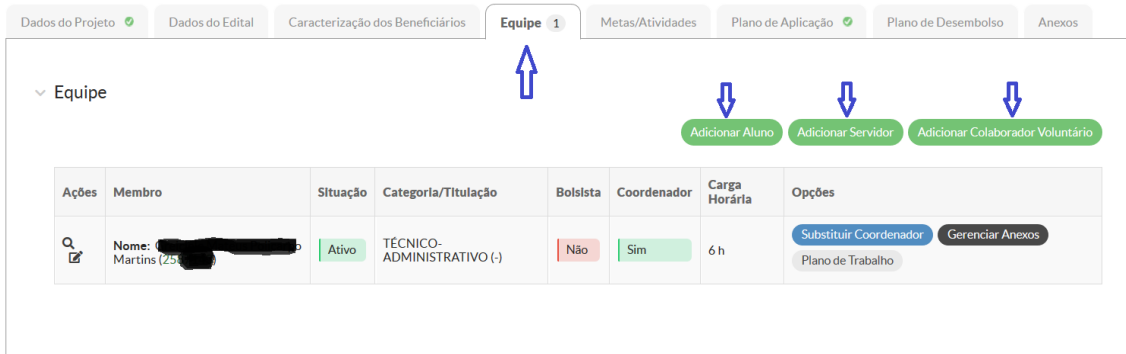 Dados do Projeto
Dados do Edital
Caracterização dos Beneficiários
Equipe 1
Metas/Atividades
Plano de Aplicação
Plano de Desembolso
Anexos
Equipe
Adicionar Aluno
Adicionar Servidor
Adicionar Colaborador Voluntário
Ações
Membro
Situação
Categoria/Titulação
Bolsista
Coordenador
Carga
Horária
Opções
Nome:
Martins
Ativo
TÉCNICO-
ADMINISTRATIVO (-)
Não
Sim
6 h
Substituir Coordenador
Gerenciar Anexos
Plano de Trabalho